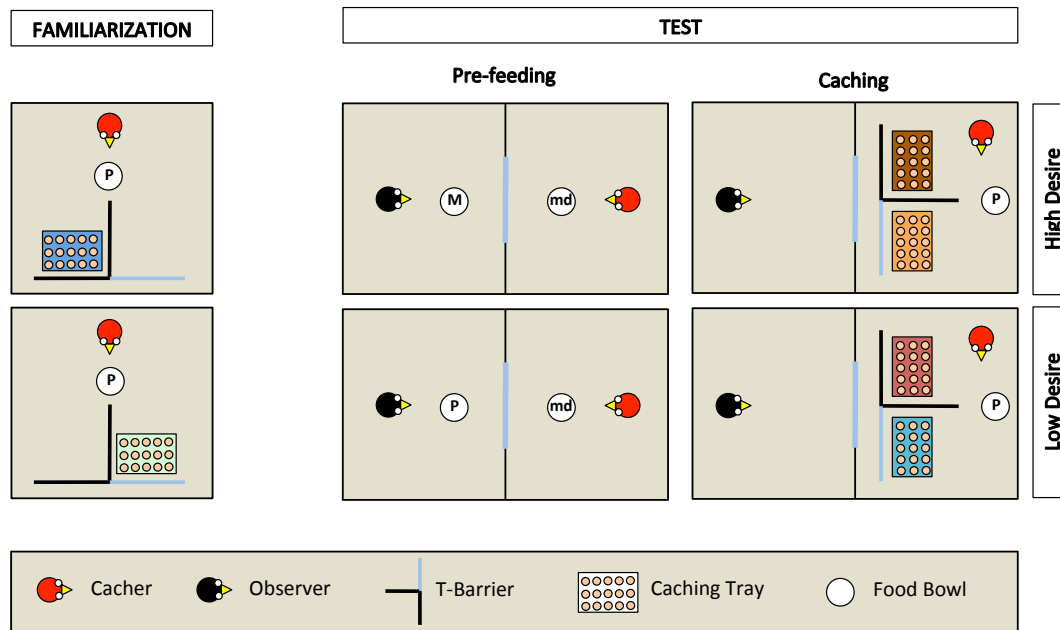 FAMILIARIZATION
TEST
Pre-feeding
Caching
P
M
md
P
High Desire
P
P
md
P
Low Desire
Cacher
Observer
T-Barrier
Caching Tray
Food Bowl